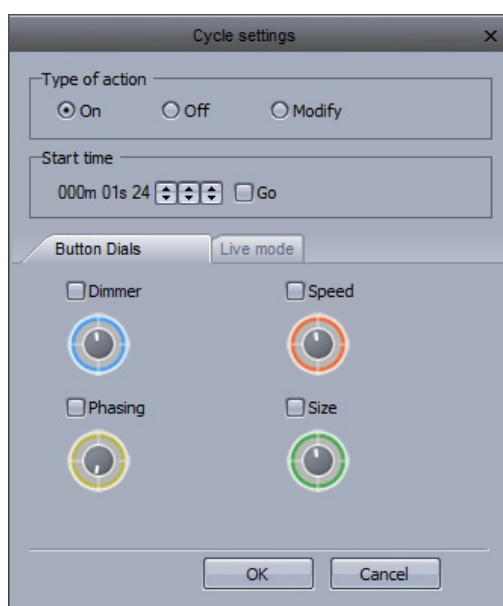 Cycle settings
Type of action
On Off Modify
Start time
000m 01s 24 Go
Button Dials Live mode
Dimmer Speed
Phasing Size
OK Cancel